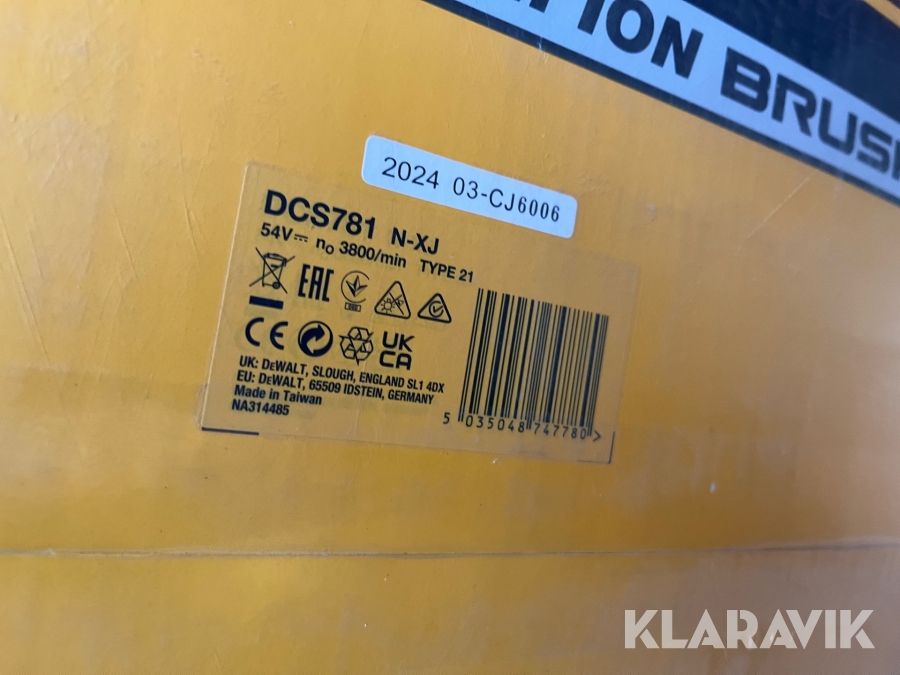 ION BRUS
2024 03-CJ6006
DCS781 N-XJ
54V n₀ 3800/min TYPE 21
EAC
CE
UK
CA
UK: DeWALT, SLOUGH, ENGLAND SL1 4DX
EU: DeWALT, 65509 IDSTEIN, GERMANY
Made in Taiwan
NA314485
5 035048 747780 >
KLARAVIK